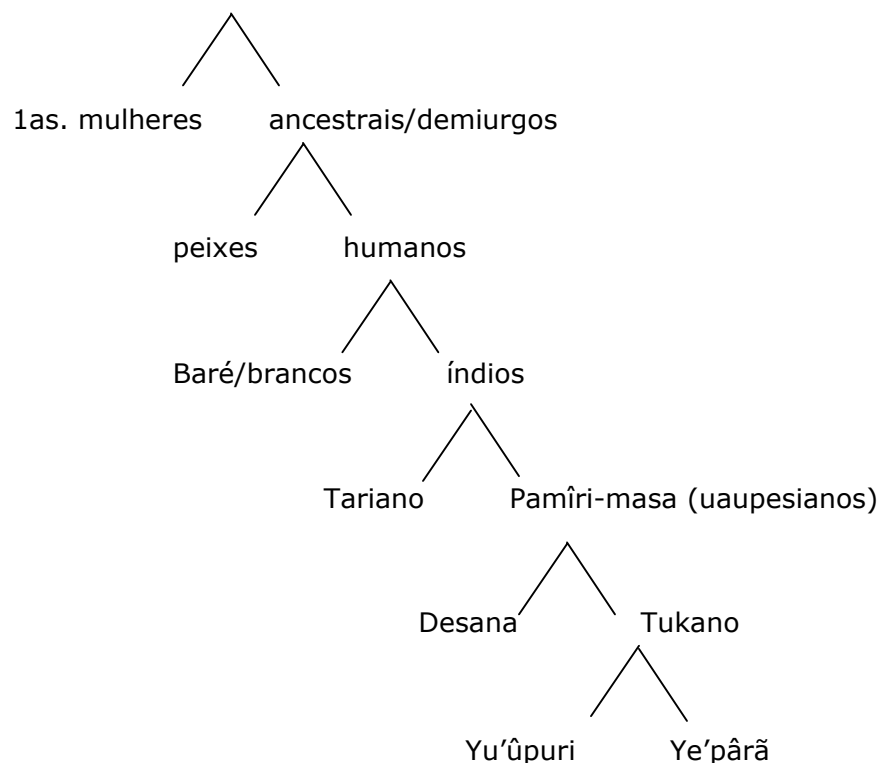 1as. mulheres ancestrais/demiurgos
peixes humanos
Baré/brancos índios
Tariano Pamîri-masa (uaupesianos)
Desana Tukano
Yu’ûpuri Ye’pârã